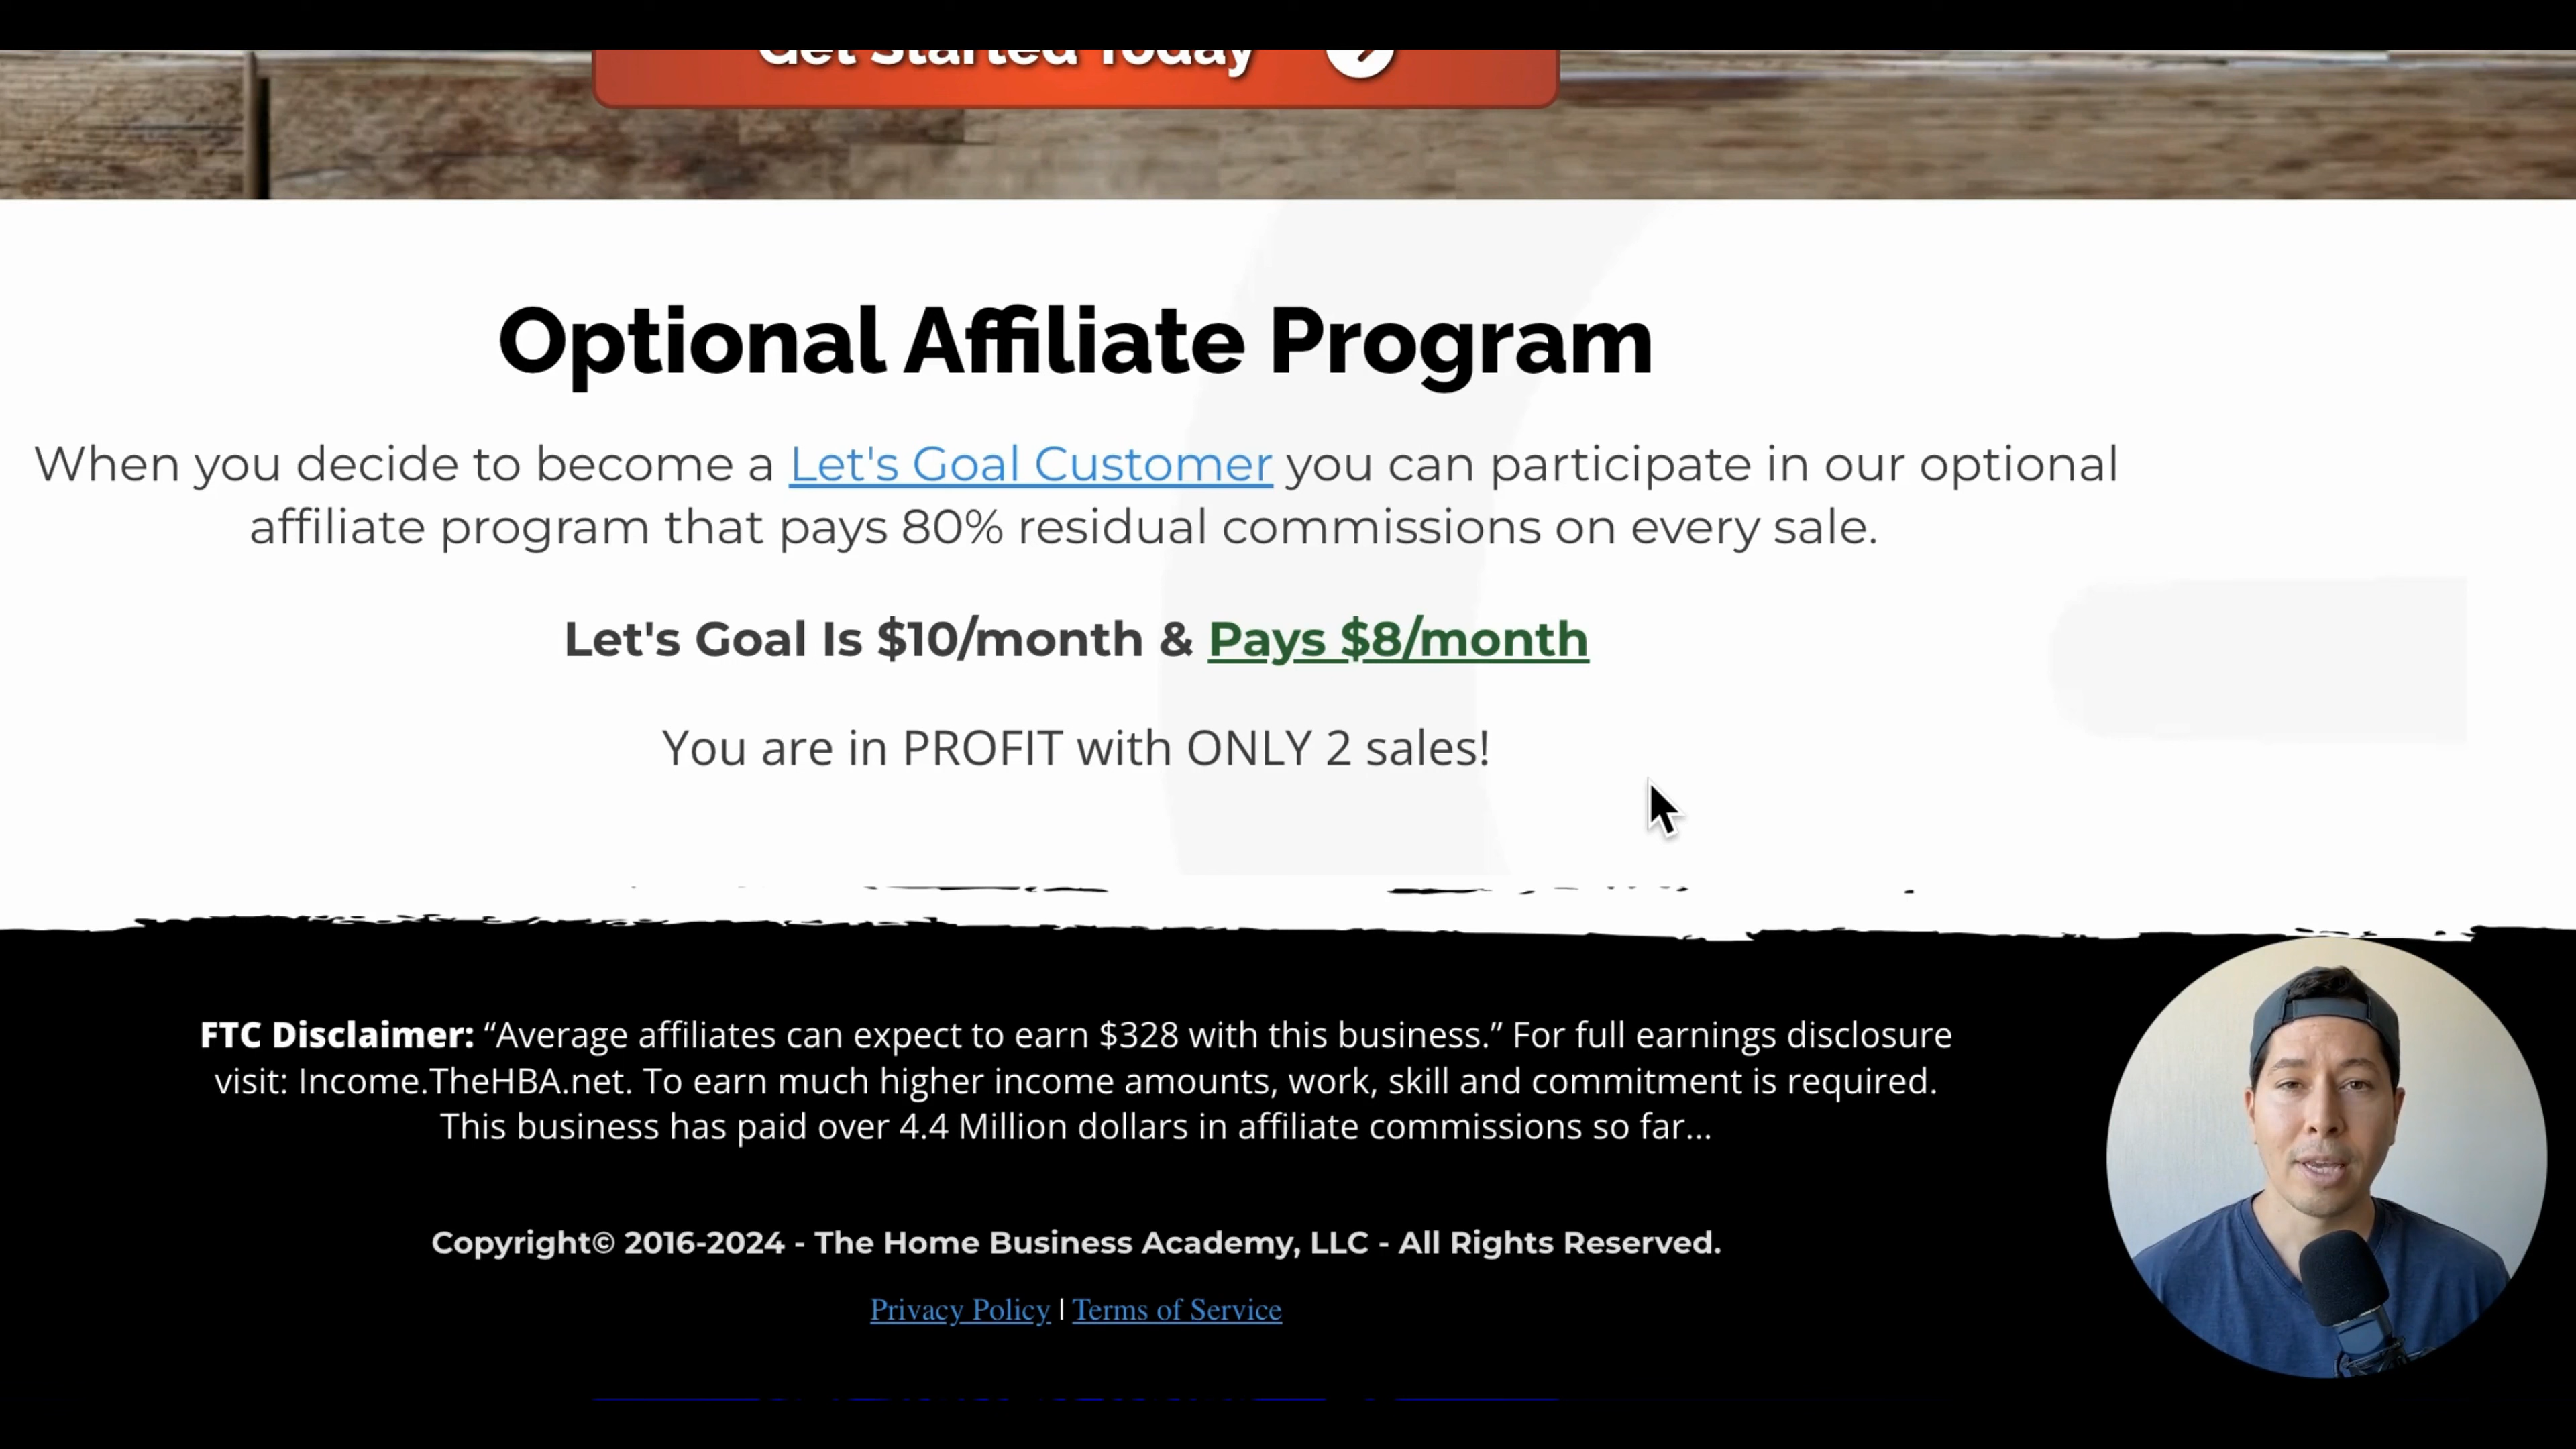 Get Started Today
Optional Affiliate Program
When you decide to become a Let's Goal Customer you can participate in our optional
affiliate program that pays 80% residual commissions on every sale.
Let's Goal Is $10/month & Pays $8/month
You are in PROFIT with ONLY 2 sales!
FTC Disclaimer: “Average affiliates can expect to earn $328 with this business.” For full earnings disclosure
visit: Income.TheHBA.net. To earn much higher income amounts, work, skill and commitment is required.
This business has paid over 4.4 Million dollars in affiliate commissions so far...
Copyright© 2016-2024 - The Home Business Academy, LLC - All Rights Reserved.
Privacy Policy | Terms of Service